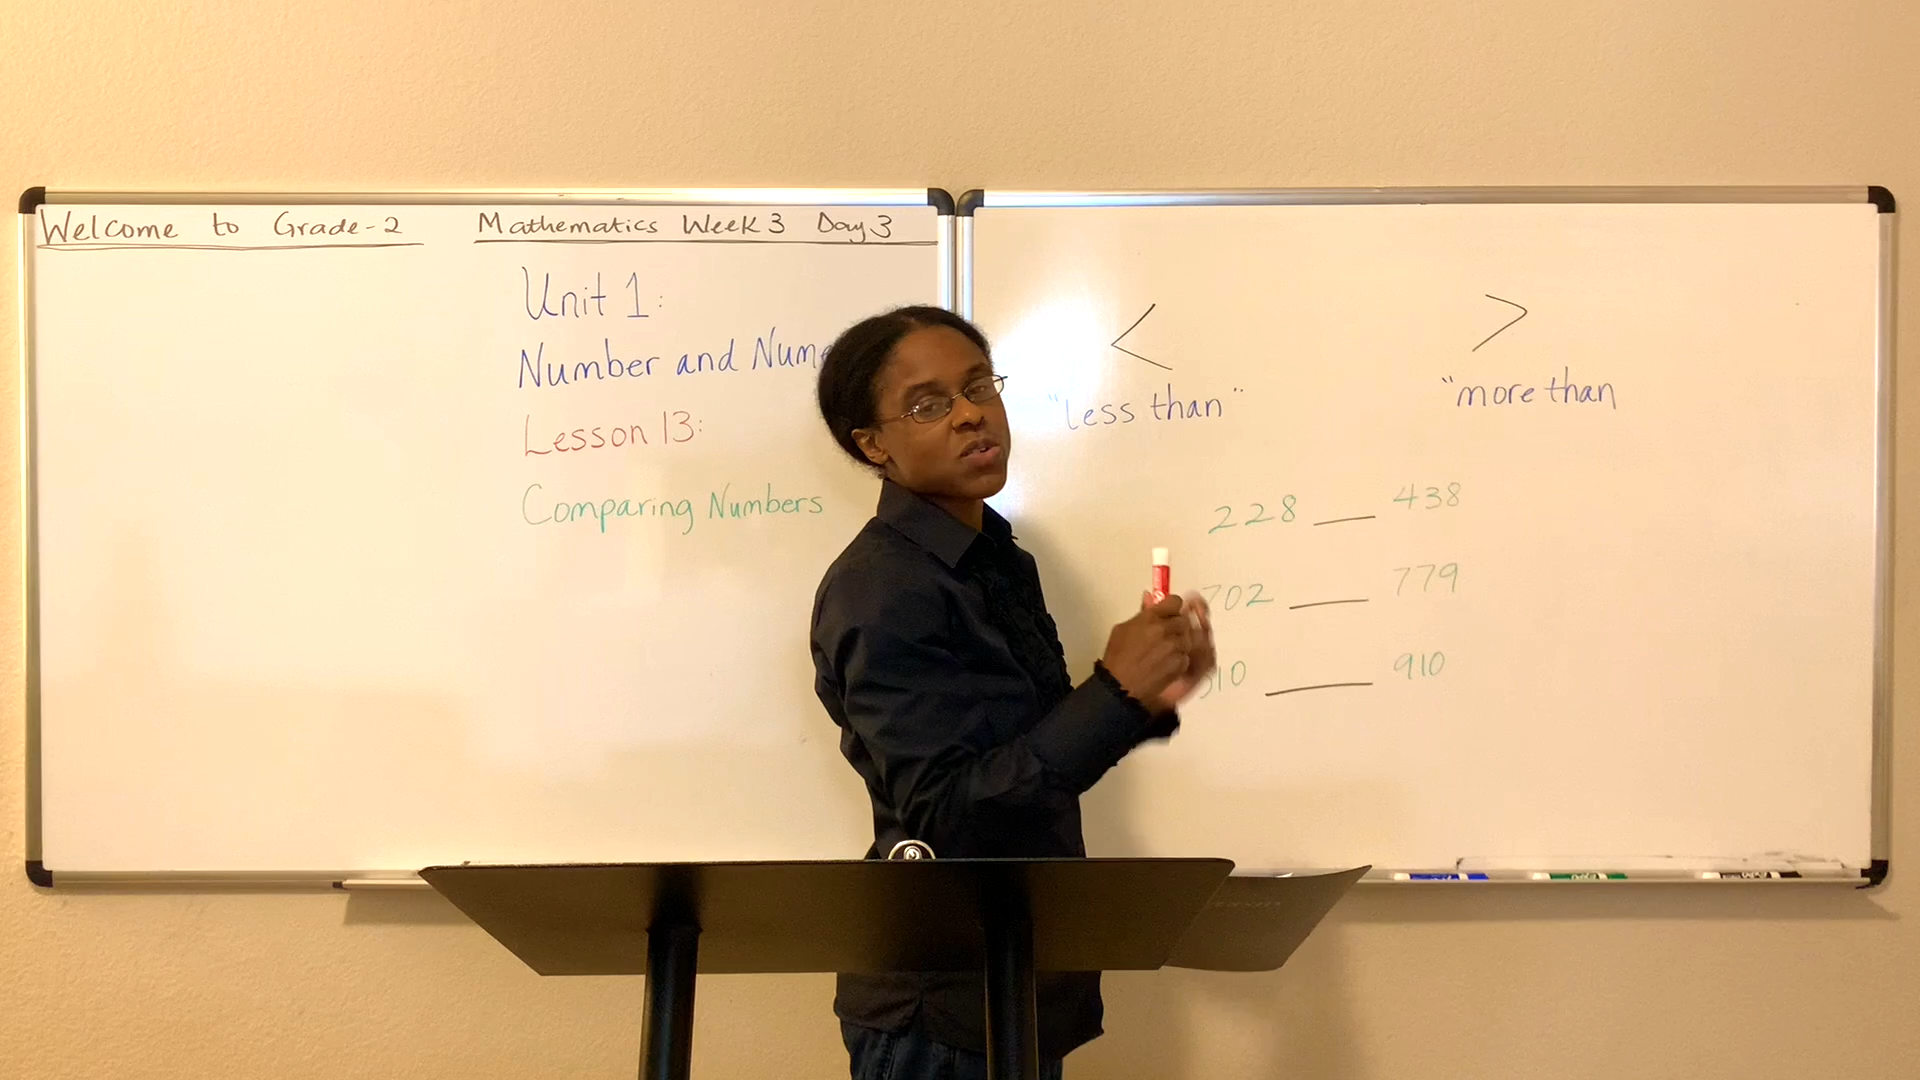 Welcome to Grade-2 Mathematics Week 3 Day 3
Unit 1:
Number and
Lesson 13:
Comparing Numbers
< >
"less than" "more than
228 ___ 438
702 ___ 779
10 ___ 910